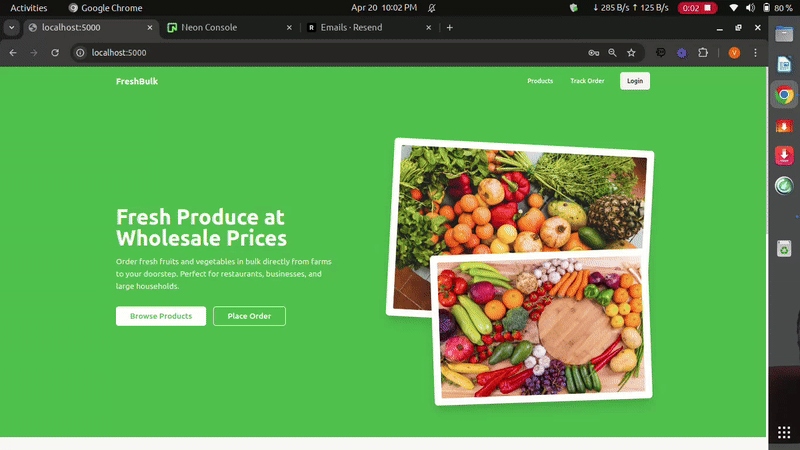 Activities
Google Chrome
Apr 20 10:02 PM
↓ 285 B/s ↑ 125 B/s
0:02
80 %
localhost:5000
Neon Console
Emails · Resend
localhost:5000
V
FreshBulk
Products
Track Order
Login
Fresh Produce at
Wholesale Prices
Order fresh fruits and vegetables in bulk directly from farms
to your doorstep. Perfect for restaurants, businesses, and
large households.
Browse Products
Place Order